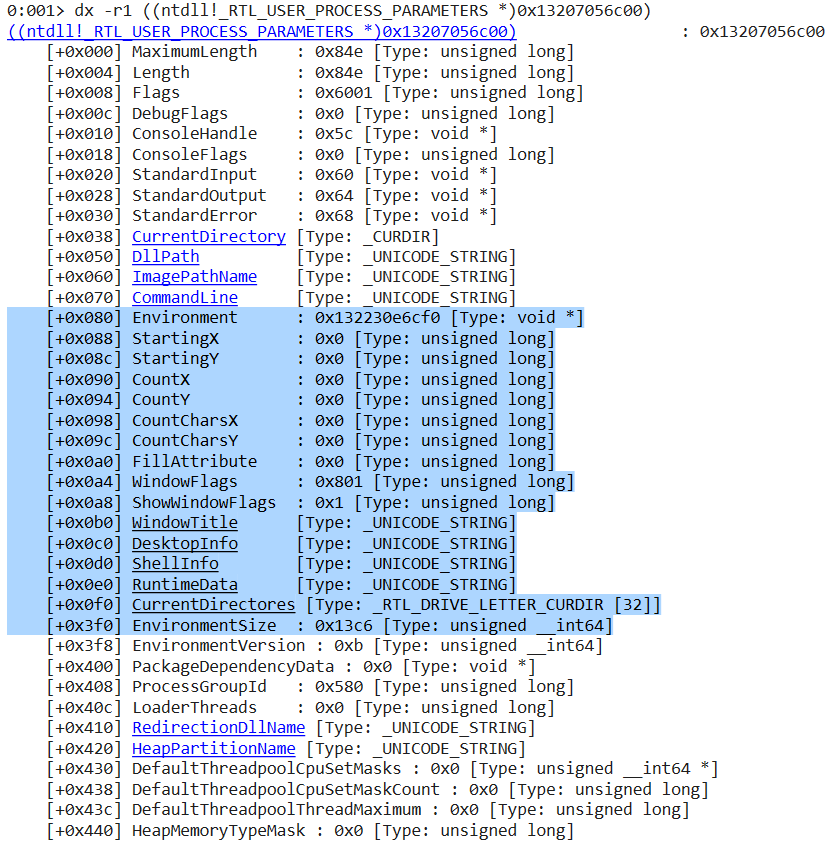 0:001> dx -r1 ((ntdll!_RTL_USER_PROCESS_PARAMETERS *)0x13207056c00)
((ntdll!_RTL_USER_PROCESS_PARAMETERS *)0x13207056c00) : 0x13207056c00
[+0x000] MaximumLength : 0x84e [Type: unsigned long]
[+0x004] Length : 0x84e [Type: unsigned long]
[+0x008] Flags : 0x6001 [Type: unsigned long]
[+0x00c] DebugFlags : 0x0 [Type: unsigned long]
[+0x010] ConsoleHandle : 0x5c [Type: void *]
[+0x018] ConsoleFlags : 0x0 [Type: unsigned long]
[+0x020] StandardInput : 0x60 [Type: void *]
[+0x028] StandardOutput : 0x64 [Type: void *]
[+0x030] StandardError : 0x68 [Type: void *]
[+0x038] CurrentDirectory [Type: _CURDIR]
[+0x050] DllPath [Type: _UNICODE_STRING]
[+0x060] ImagePathName [Type: _UNICODE_STRING]
[+0x070] CommandLine [Type: _UNICODE_STRING]
[+0x080] Environment : 0x132230e6cf0 [Type: void *]
[+0x088] StartingX : 0x0 [Type: unsigned long]
[+0x08c] StartingY : 0x0 [Type: unsigned long]
[+0x090] CountX : 0x0 [Type: unsigned long]
[+0x094] CountY : 0x0 [Type: unsigned long]
[+0x098] CountCharsX : 0x0 [Type: unsigned long]
[+0x09c] CountCharsY : 0x0 [Type: unsigned long]
[+0x0a0] FillAttribute : 0x0 [Type: unsigned long]
[+0x0a4] WindowFlags : 0x801 [Type: unsigned long]
[+0x0a8] ShowWindowFlags : 0x1 [Type: unsigned long]
[+0x0b0] WindowTitle [Type: _UNICODE_STRING]
[+0x0c0] DesktopInfo [Type: _UNICODE_STRING]
[+0x0d0] ShellInfo [Type: _UNICODE_STRING]
[+0x0e0] RuntimeData [Type: _UNICODE_STRING]
[+0x0f0] CurrentDirectores [Type: _RTL_DRIVE_LETTER_CURDIR [32]]
[+0x3f0] EnvironmentSize : 0x13c6 [Type: unsigned __int64]
[+0x3f8] EnvironmentVersion : 0xb [Type: unsigned __int64]
[+0x400] PackageDependencyData : 0x0 [Type: void *]
[+0x408] ProcessGroupId : 0x580 [Type: unsigned long]
[+0x40c] LoaderThreads : 0x0 [Type: unsigned long]
[+0x410] RedirectionDllName [Type: _UNICODE_STRING]
[+0x420] HeapPartitionName [Type: _UNICODE_STRING]
[+0x430] DefaultThreadpoolCpuSetMasks : 0x0 [Type: unsigned __int64 *]
[+0x438] DefaultThreadpoolCpuSetMaskCount : 0x0 [Type: unsigned long]
[+0x43c] DefaultThreadpoolThreadMaximum : 0x0 [Type: unsigned long]
[+0x440] HeapMemoryTypeMask : 0x0 [Type: unsigned long]